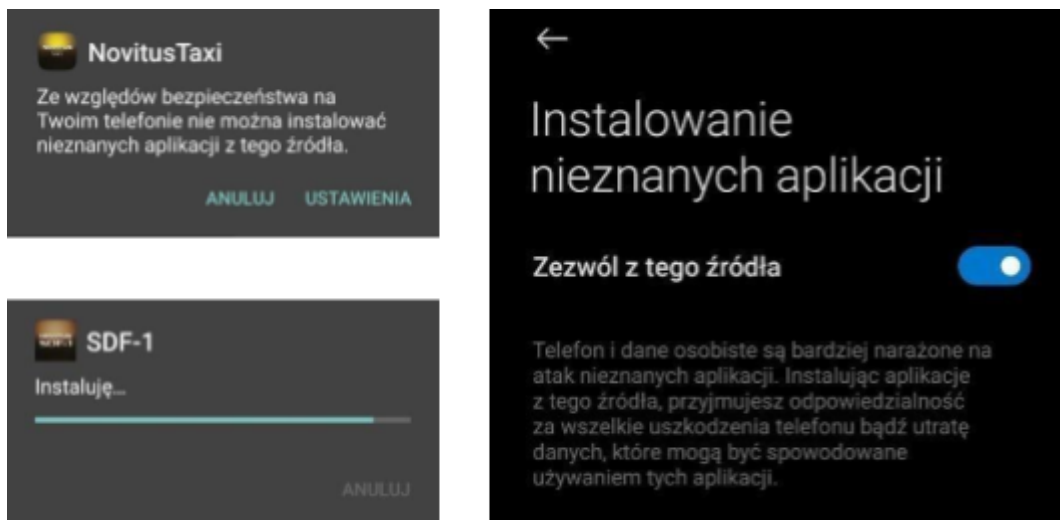 NovitusTaxi
Ze względów bezpieczeństwa na
Twoim telefonie nie można instalować
nieznanych aplikacji z tego źródła.
ANULUJ USTAWIENIA
SDF-1
Instaluję...
ANULUJ
Instalowanie
nieznanych aplikacji
Zezwól z tego źródła
Telefon i dane osobiste są bardziej narażone na
atak nieznanych aplikacji. Instalując aplikacje
z tego źródła, przyjmujesz odpowiedzialność
za wszelkie uszkodzenia telefonu bądź utratę
danych, które mogą być spowodowane
używaniem tych aplikacji.